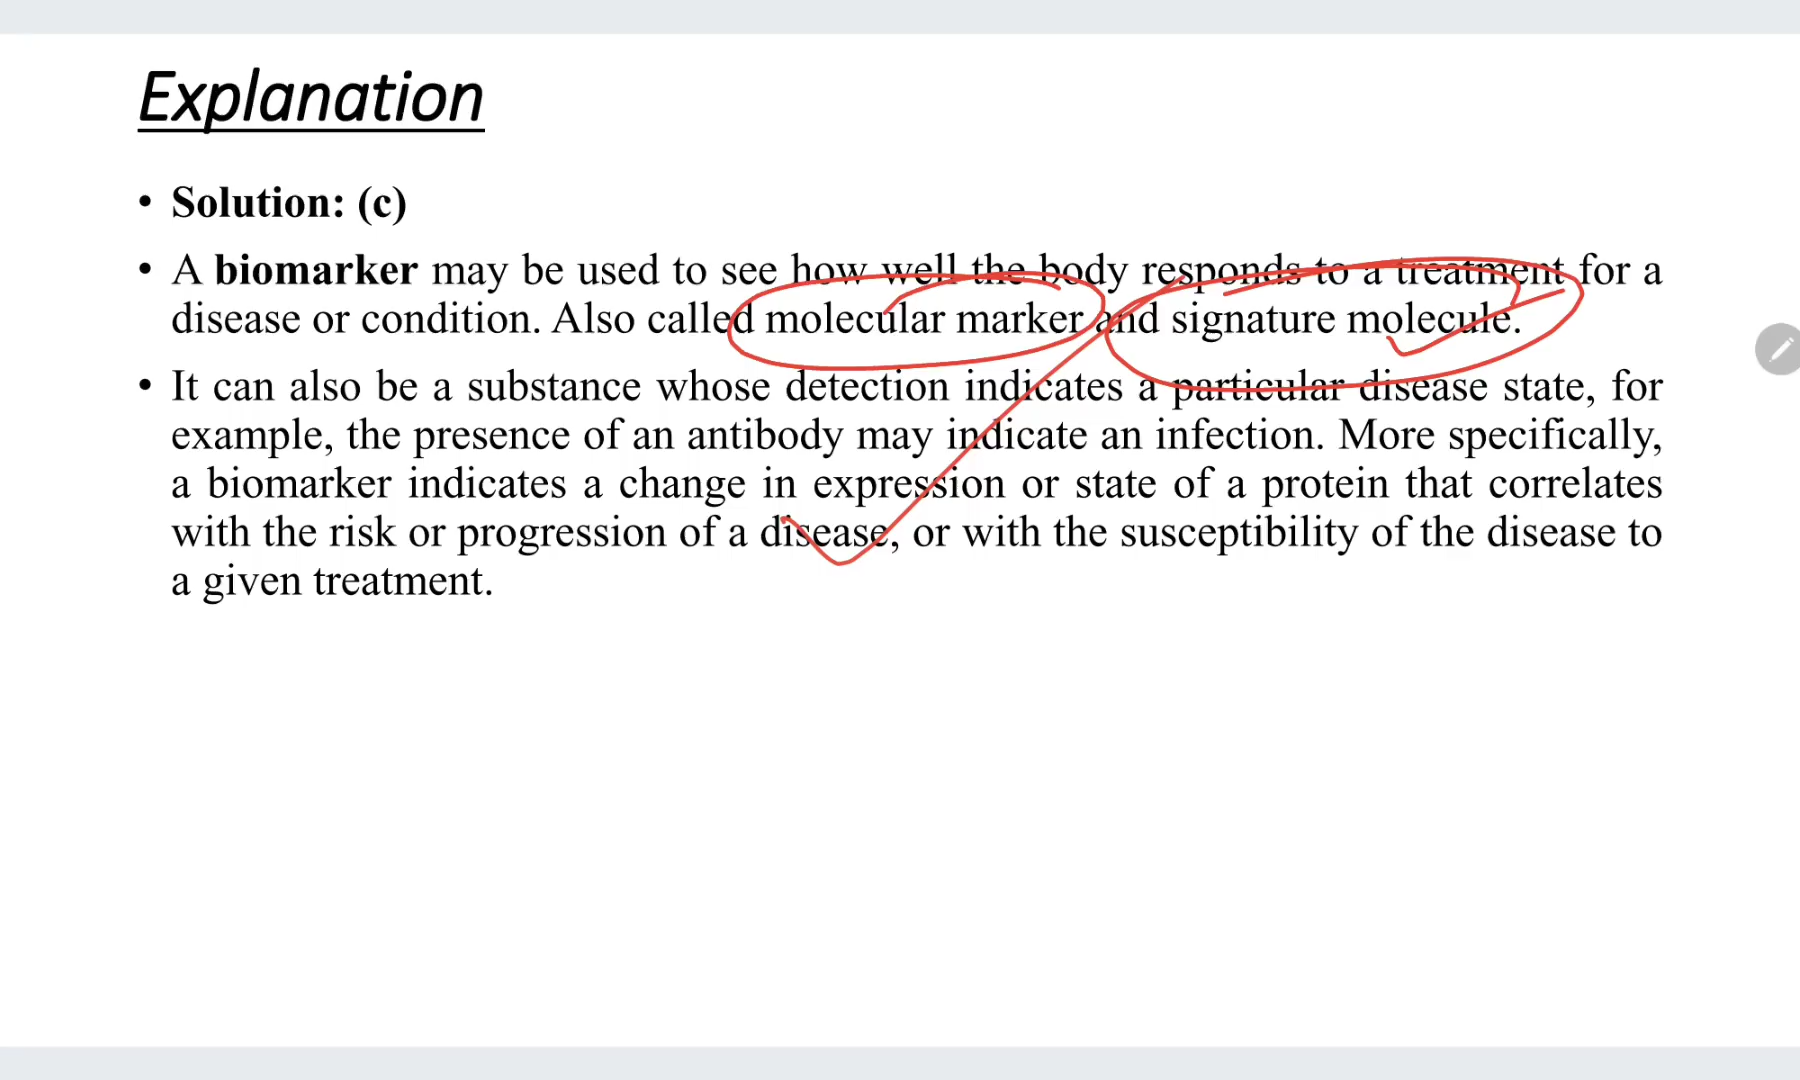 Explanation
• Solution: (c)
• A biomarker may be used to see how well the body responds to a treatment for a
disease or condition. Also called molecular marker and signature molecule.
• It can also be a substance whose detection indicates a particular disease state, for
example, the presence of an antibody may indicate an infection. More specifically,
a biomarker indicates a change in expression or state of a protein that correlates
with the risk or progression of a disease, or with the susceptibility of the disease to
a given treatment.